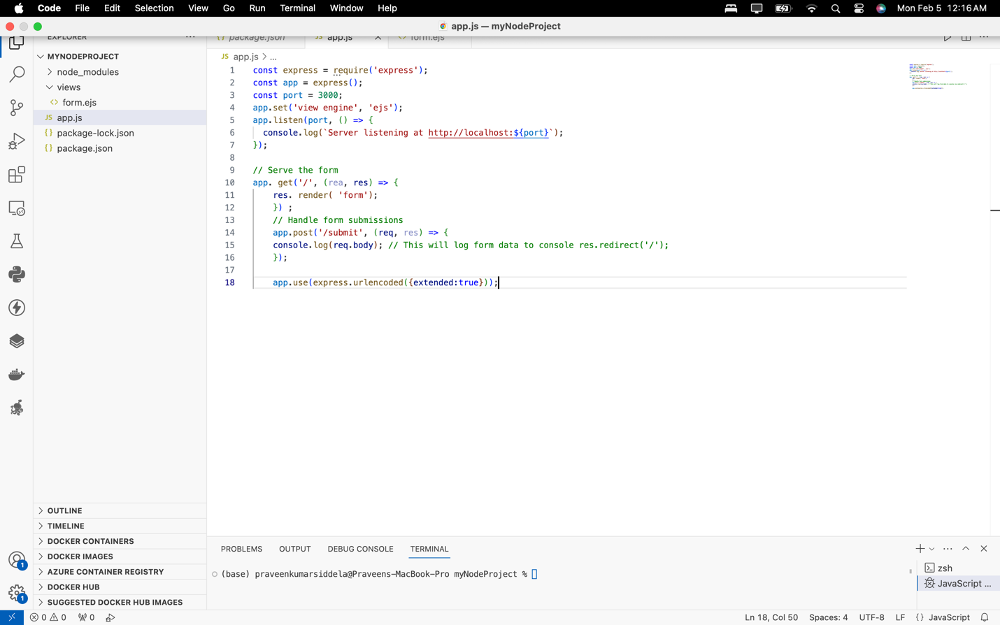 Code File Edit Selection View Go Run Terminal Window Help Mon Feb 5 12:16 AM
app.js — myNodeProject
EXPLORER
package.json
JS app.js
form.ejs
MYNODEPROJECT
node_modules
views
form.ejs
JS app.js
package-lock.json
package.json
JS app.js > ...
1 const express = require('express');
2 const app = express();
3 const port = 3000;
4 app.set('view engine', 'ejs');
5 app.listen(port, () => {
6 console.log(`Server listening at http://localhost:${port}`);
7 });
8
9 // Serve the form
10 app. get('/', (rea, res) => {
11 res. render( 'form');
12 }) ;
13 // Handle form submissions
14 app.post('/submit', (req, res) => {
15 console.log(req.body); // This will log form data to console res.redirect('/');
16 });
17
18 app.use(express.urlencoded({extended:true}));
OUTLINE
TIMELINE
DOCKER CONTAINERS
DOCKER IMAGES
AZURE CONTAINER REGISTRY
DOCKER HUB
SUGGESTED DOCKER HUB IMAGES
1
1
PROBLEMS OUTPUT DEBUG CONSOLE TERMINAL
(base) praveenkumarsiddela@Praveens-MacBook-Pro myNodeProject %
zsh
JavaScript ...
0 0 0
Ln 18, Col 50 Spaces: 4 UTF-8 LF {} JavaScript